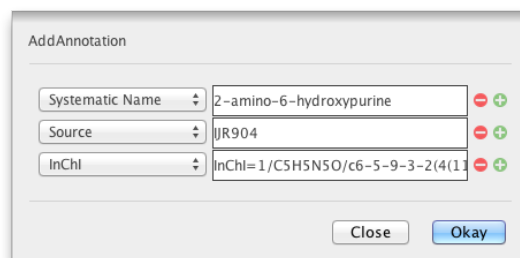 AddAnnotation
Systematic Name 2-amino-6-hydroxypurine
Source IJR904
InChI InChI=1/C5H5N5O/c6-5-9-3-2(4(11
Close Okay